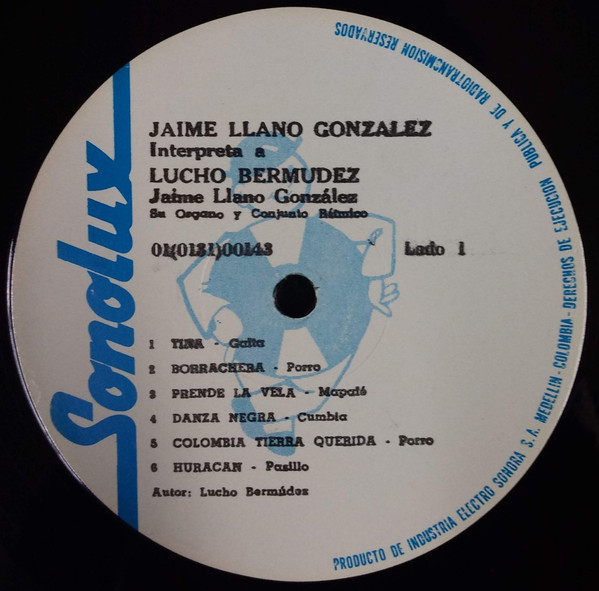 Sonolux
JAIME LLANO GONZALEZ
Interpreta a
LUCHO BERMUDEZ
Jaime Llano González
Su Organo y Conjunto Rítmico
01(0131)00143 Lado 1
1 TINA - Gaita
2 BORRACHERA - Porro
3 PRENDE LA VELA - Mapalé
4 DANZA NEGRA - Cumbia
5 COLOMBIA TIERRA QUERIDA - Porro
6 HURACAN - Pasillo
Autor: Lucho Bermúdez
PRODUCTO DE INDUSTRIA ELECTRO SONORA S.A. MEDELLIN - COLOMBIA - DERECHOS DE EJECUCION PUBLICA Y DE RADIOTRANCMISION RESERVADOS